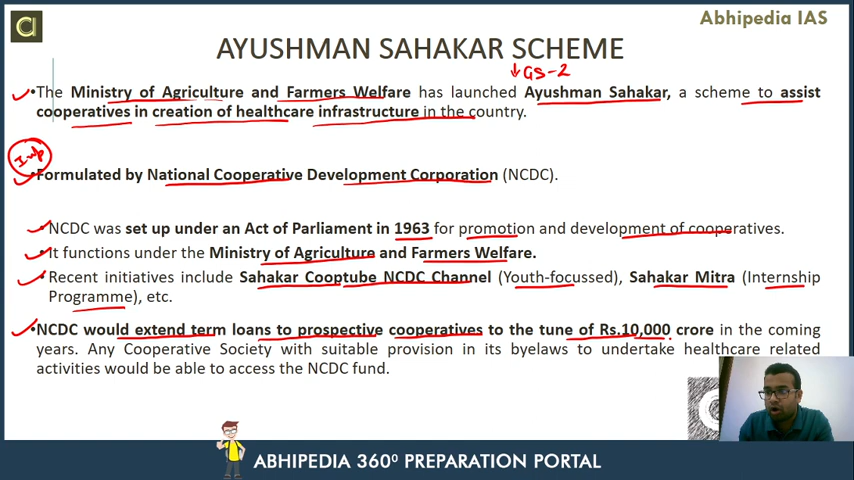 Abhipedia IAS
AYUSHMAN SAHAKAR SCHEME
↓ GS-2
•The Ministry of Agriculture and Farmers Welfare has launched Ayushman Sahakar, a scheme to assist
cooperatives in creation of healthcare infrastructure in the country.
Imp
•Formulated by National Cooperative Development Corporation (NCDC).
•NCDC was set up under an Act of Parliament in 1963 for promotion and development of cooperatives.
•It functions under the Ministry of Agriculture and Farmers Welfare.
•Recent initiatives include Sahakar Cooptube NCDC Channel (Youth-focussed), Sahakar Mitra (Internship
Programme), etc.
•NCDC would extend term loans to prospective cooperatives to the tune of Rs.10,000 crore in the coming
years. Any Cooperative Society with suitable provision in its byelaws to undertake healthcare related
activities would be able to access the NCDC fund.
ABHIPEDIA 360⁰ PREPARATION PORTAL